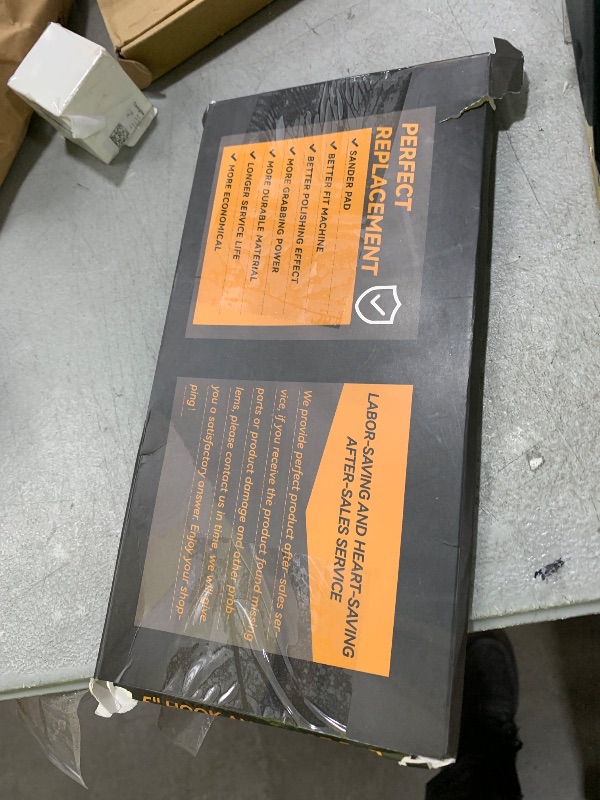 PERFECT
REPLACEMENT
✓ SANDER PAD
✓ BETTER FIT MACHINE
✓ BETTER POLISHING EFFECT
✓ MORE GRABBING POWER
✓ MORE DURABLE MATERIAL
✓ LONGER SERVICE LIFE
✓ MORE ECONOMICAL
LABOR-SAVING AND HEART-SAVING
AFTER-SALES SERVICE
We provide perfect product after-sales ser-
vice, if you receive the product found missing
parts or product damage and other prob-
lems, please contact us in time, we will give
you a satisfactory answer. Enjoy your shop-
ping!
5" HOOK